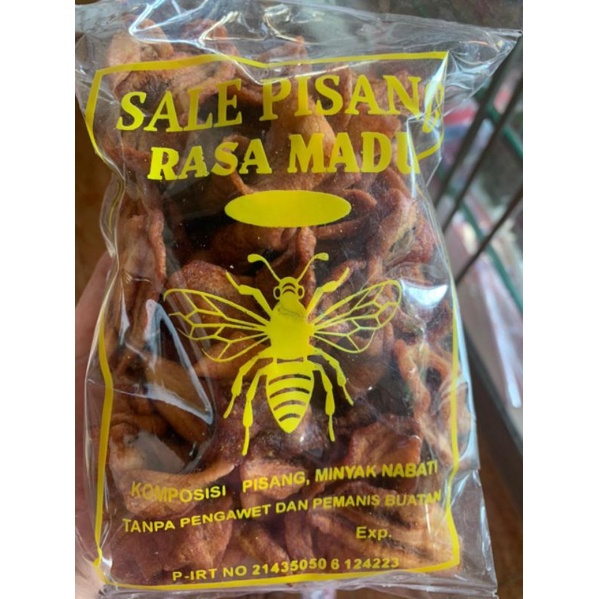 SALE PISANG
RASA MADU
KOMPOSISI PISANG, MINYAK NABATI
TANPA PENGAWET DAN PEMANIS BUATAN
Exp.
P-IRT NO 21435050 6 124223